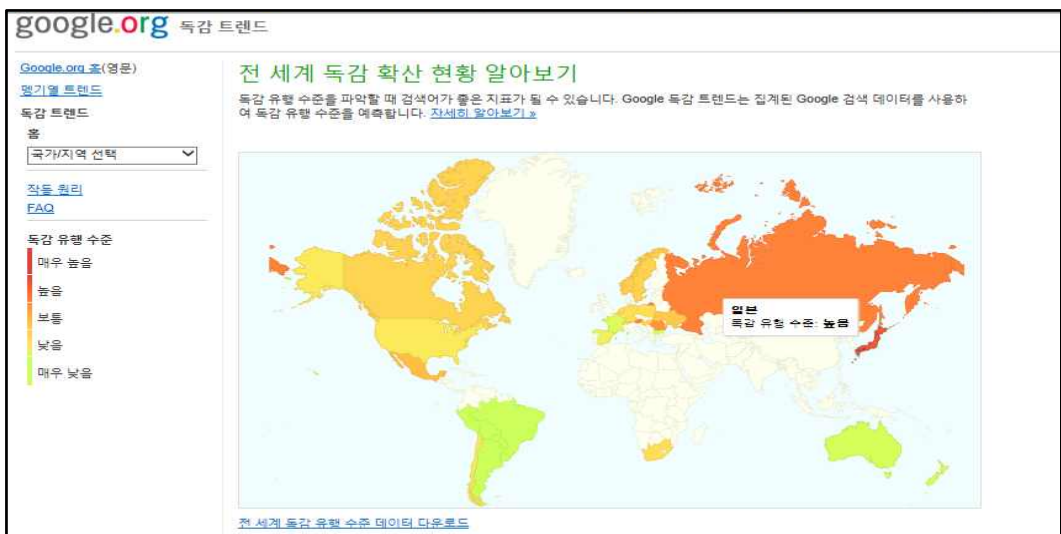 google.org 독감 트렌드
Google.org 홈(영문)
뎅기열 트렌드
독감 트렌드
홈
국가/지역 선택
작동 원리
FAQ
독감 유행 수준
매우 높음
높음
보통
낮음
매우 낮음
전 세계 독감 확산 현황 알아보기
독감 유행 수준을 파악할 때 검색어가 좋은 지표가 될 수 있습니다. Google 독감 트렌드는 집계된 Google 검색 데이터를 사용하
여 독감 유행 수준을 예측합니다. 자세히 알아보기 »
일본
독감 유행 수준: 높음
전 세계 독감 유행 수준 데이터 다운로드